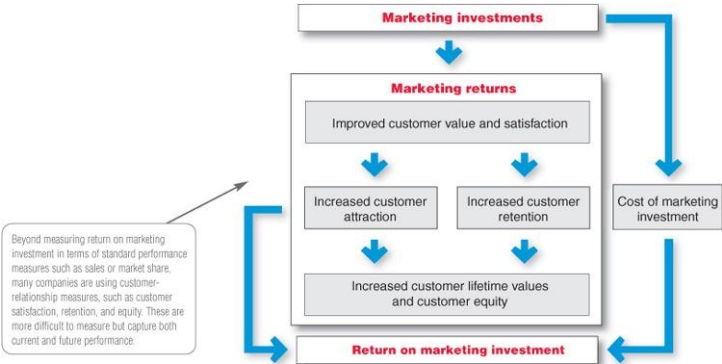 Marketing investments
Marketing returns
Improved customer value and satisfaction
Increased customer
attraction
Increased customer
retention
Cost of marketing
investment
Beyond measuring return on marketing
investment in terms of standard performance
measures such as sales or market share,
many companies are using customer-
relationship measures, such as customer
satisfaction, retention, and equity. These are
more difficult to measure but capture both
current and future performance.
Increased customer lifetime values
and customer equity
Return on marketing investment